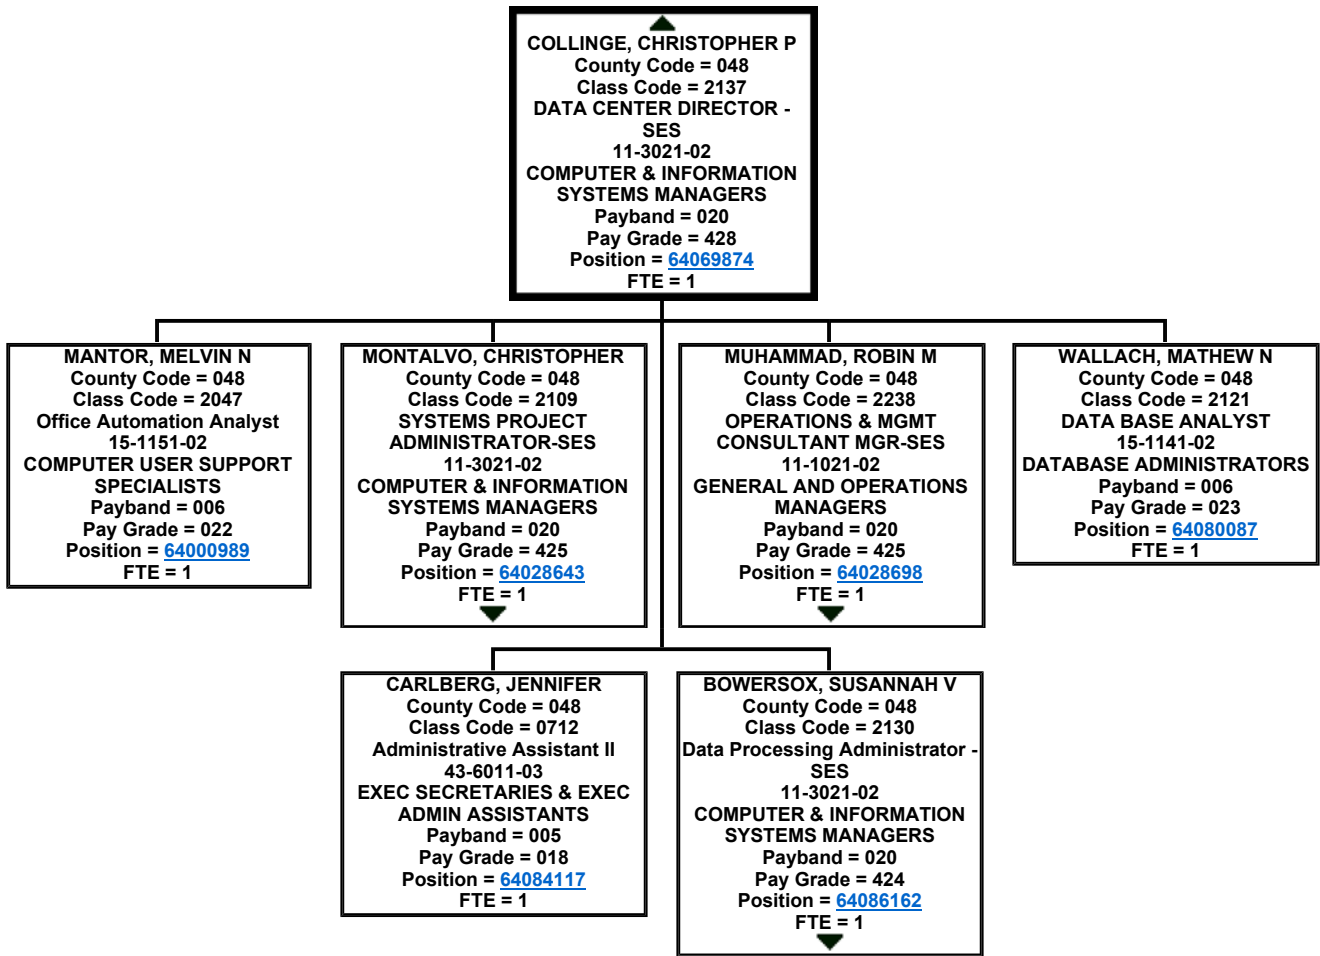 COLLINGE, CHRISTOPHER P
County Code = 048
Class Code = 2137
DATA CENTER DIRECTOR -
SES
11-3021-02
COMPUTER & INFORMATION
SYSTEMS MANAGERS
Payband = 020
Pay Grade = 428
Position = 64069874
FTE = 1
MANTOR, MELVIN N
County Code = 048
Class Code = 2047
Office Automation Analyst
15-1151-02
COMPUTER USER SUPPORT
SPECIALISTS
Payband = 006
Pay Grade = 022
Position = 64000989
FTE = 1
MONTALVO, CHRISTOPHER
County Code = 048
Class Code = 2109
SYSTEMS PROJECT
ADMINISTRATOR-SES
11-3021-02
COMPUTER & INFORMATION
SYSTEMS MANAGERS
Payband = 020
Pay Grade = 425
Position = 64028643
FTE = 1
MUHAMMAD, ROBIN M
County Code = 048
Class Code = 2238
OPERATIONS & MGMT
CONSULTANT MGR-SES
11-1021-02
GENERAL AND OPERATIONS
MANAGERS
Payband = 020
Pay Grade = 425
Position = 64028698
FTE = 1
WALLACH, MATHEW N
County Code = 048
Class Code = 2121
DATA BASE ANALYST
15-1141-02
DATABASE ADMINISTRATORS
Payband = 006
Pay Grade = 023
Position = 64080087
FTE = 1
CARLBERG, JENNIFER
County Code = 048
Class Code = 0712
Administrative Assistant II
43-6011-03
EXEC SECRETARIES & EXEC
ADMIN ASSISTANTS
Payband = 005
Pay Grade = 018
Position = 64084117
FTE = 1
BOWERSOX, SUSANNAH V
County Code = 048
Class Code = 2130
Data Processing Administrator -
SES
11-3021-02
COMPUTER & INFORMATION
SYSTEMS MANAGERS
Payband = 020
Pay Grade = 424
Position = 64086162
FTE = 1